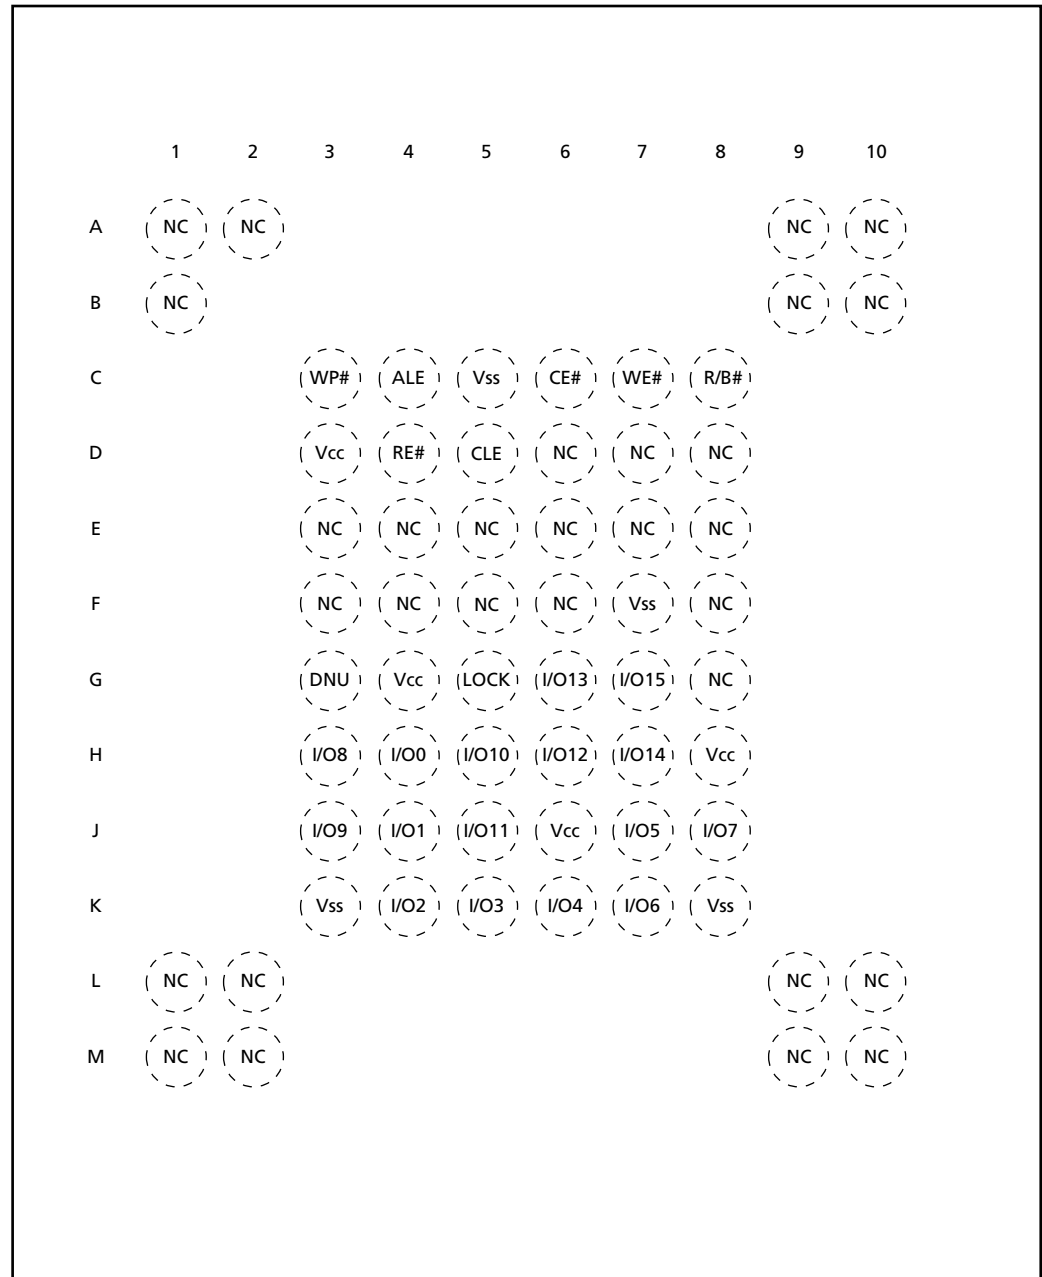 1 2 3 4 5 6 7 8 9 10
A NC NC NC NC
B NC NC NC
C WP# ALE Vss CE# WE# R/B#
D Vcc RE# CLE NC NC NC
E NC NC NC NC NC NC
F NC NC NC NC Vss NC
G DNU Vcc LOCK I/O13 I/O15 NC
H I/O8 I/O0 I/O10 I/O12 I/O14 Vcc
J I/O9 I/O1 I/O11 Vcc I/O5 I/O7
K Vss I/O2 I/O3 I/O4 I/O6 Vss
L NC NC NC NC
M NC NC NC NC